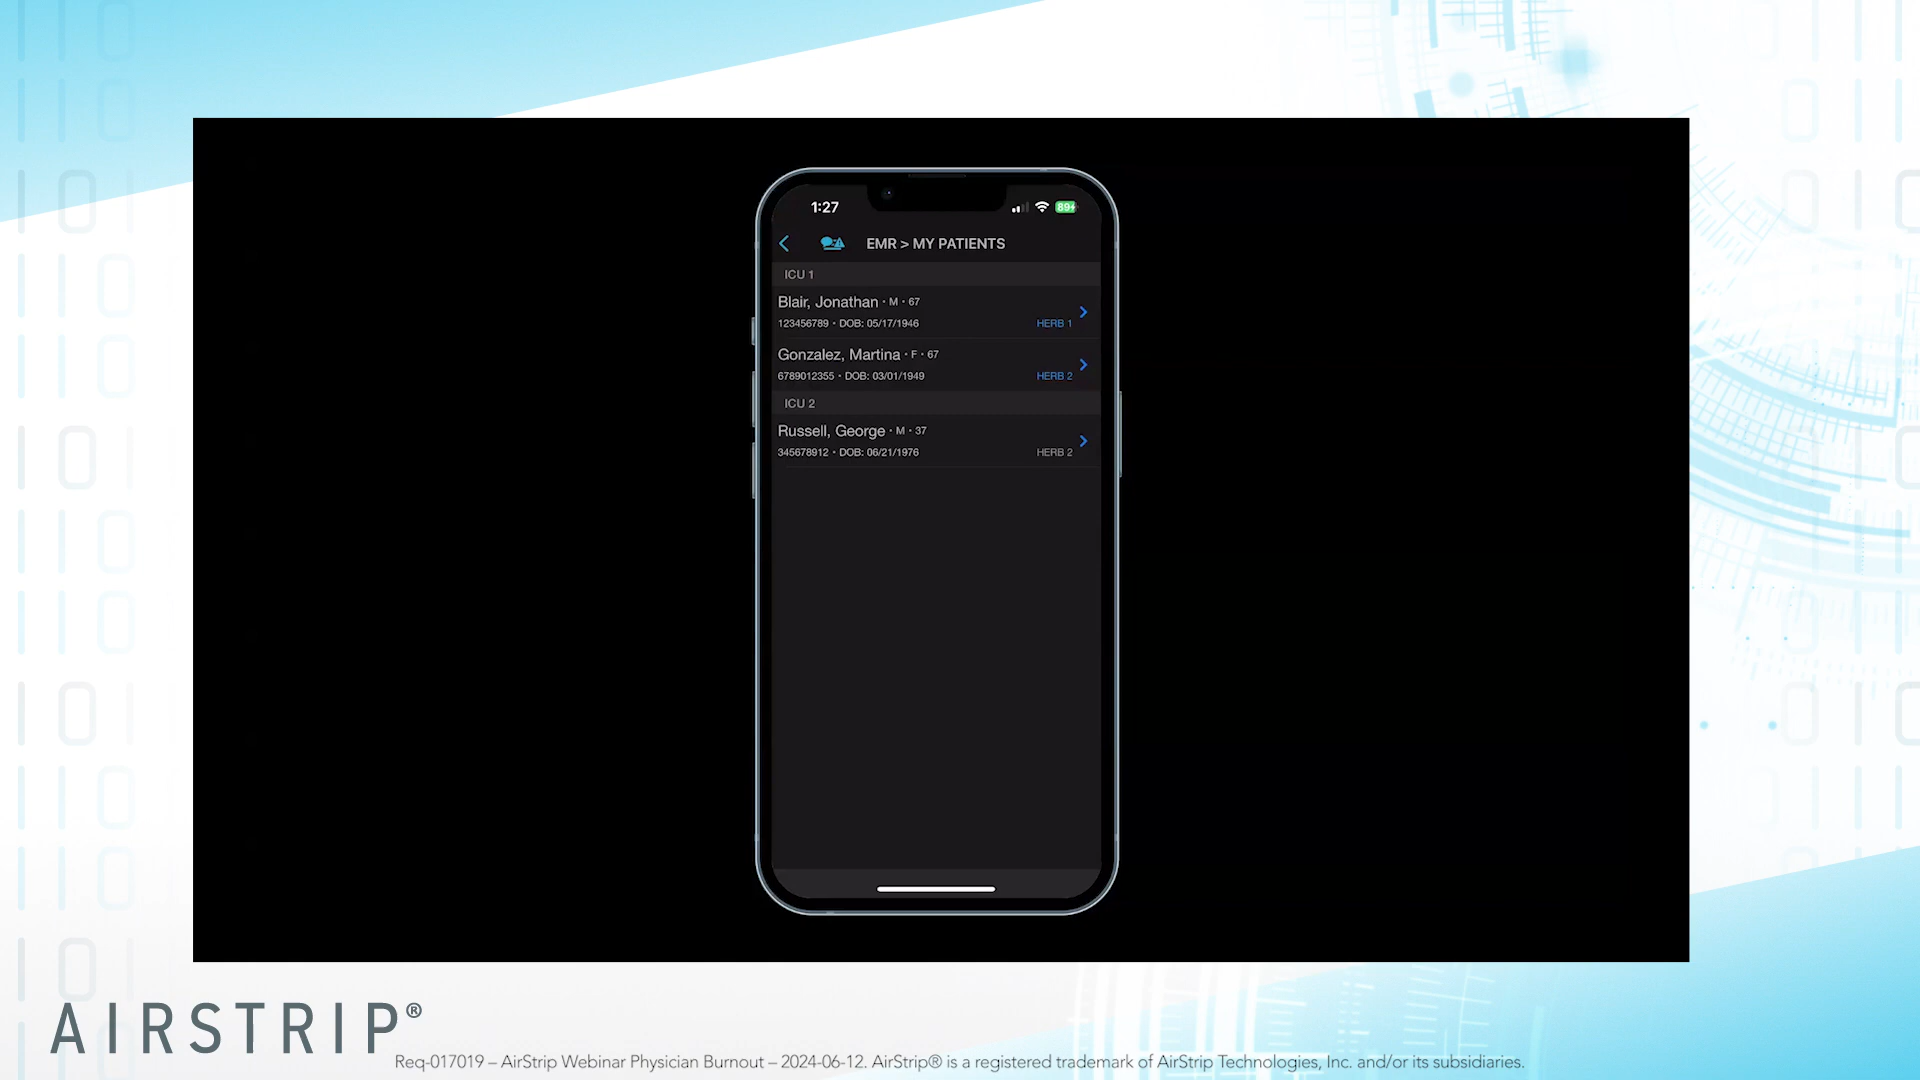 1:27
89+
EMR > MY PATIENTS
ICU 1
Blair, Jonathan • M • 67
123456789 • DOB: 05/17/1946 HERB 1
Gonzalez, Martina • F • 67
6789012355 • DOB: 03/01/1949 HERB 2
ICU 2
Russell, George • M • 37
345678912 • DOB: 06/21/1976 HERB 2
AIRSTRIP®
Req-017019 – AirStrip Webinar Physician Burnout – 2024-06-12. AirStrip® is a registered trademark of AirStrip Technologies, Inc. and/or its subsidiaries.